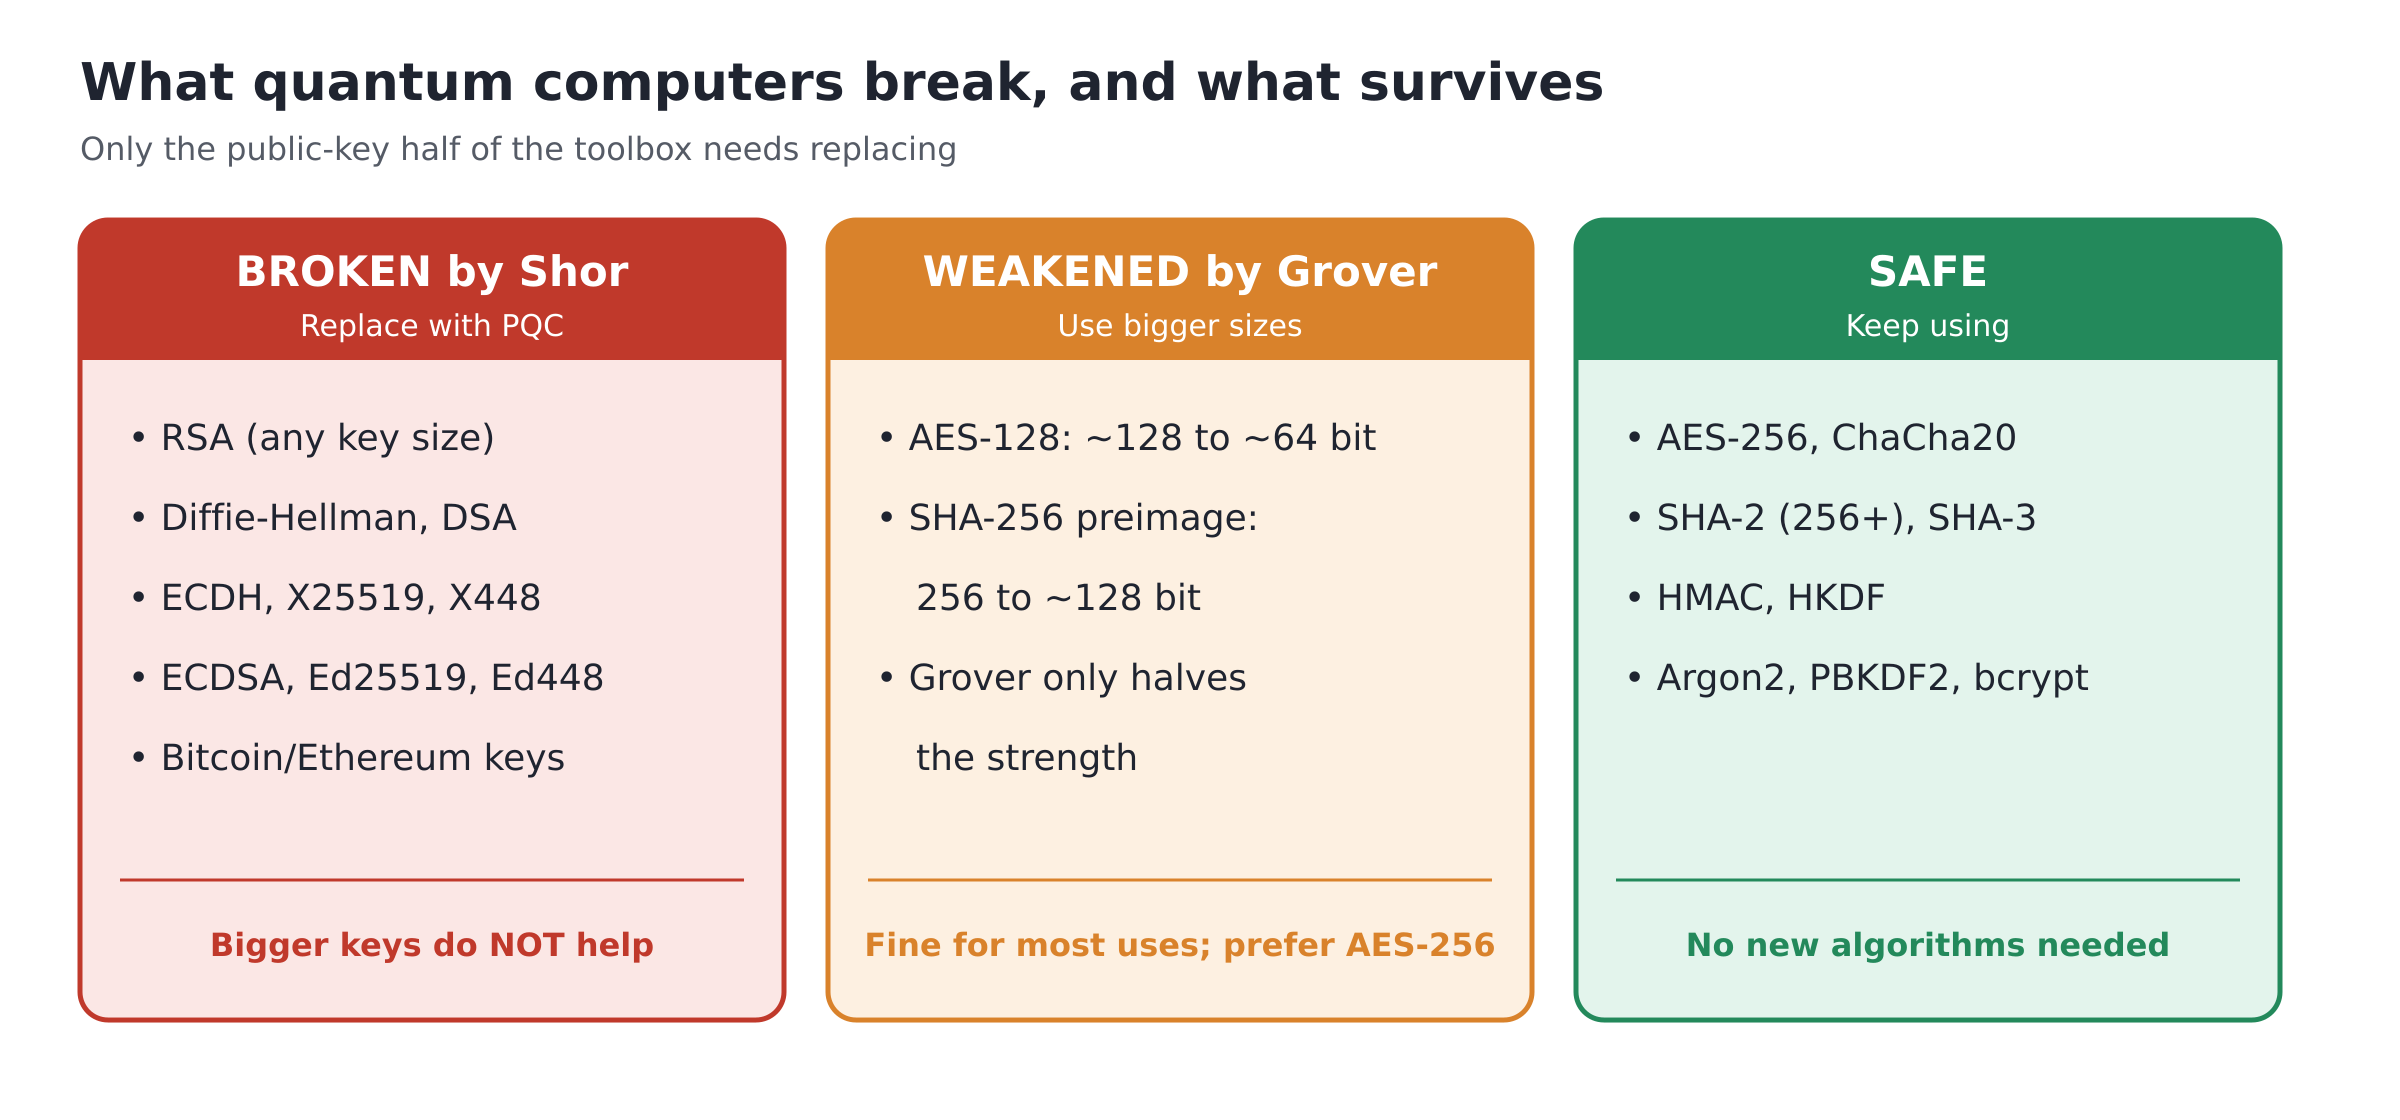 What quantum computers break, and what survives
Only the public-key half of the toolbox needs replacing
BROKEN by Shor
Replace with PQC
• RSA (any key size)
• Diffie-Hellman, DSA
• ECDH, X25519, X448
• ECDSA, Ed25519, Ed448
• Bitcoin/Ethereum keys
Bigger keys do NOT help
WEAKENED by Grover
Use bigger sizes
• AES-128: ~128 to ~64 bit
• SHA-256 preimage:
256 to ~128 bit
• Grover only halves
the strength
Fine for most uses; prefer AES-256
SAFE
Keep using
• AES-256, ChaCha20
• SHA-2 (256+), SHA-3
• HMAC, HKDF
• Argon2, PBKDF2, bcrypt
No new algorithms needed